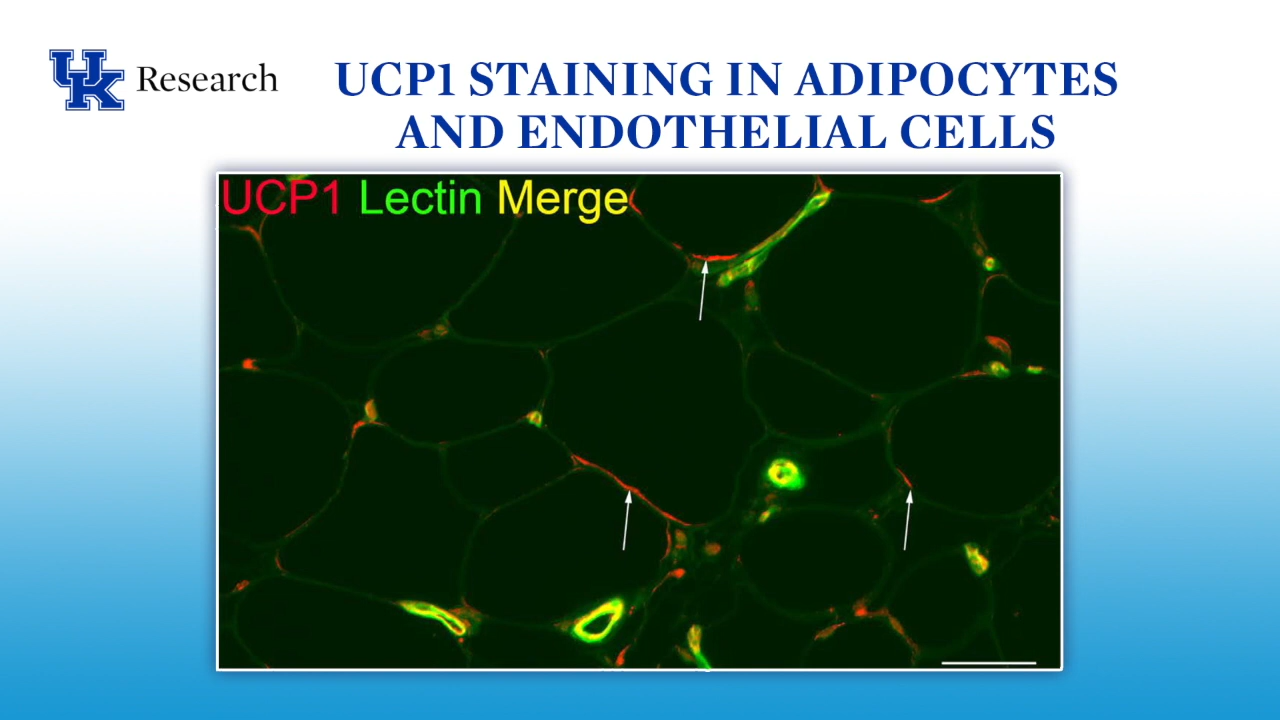 UK Research
UCP1 STAINING IN ADIPOCYTES
AND ENDOTHELIAL CELLS
UCP1 Lectin Merge